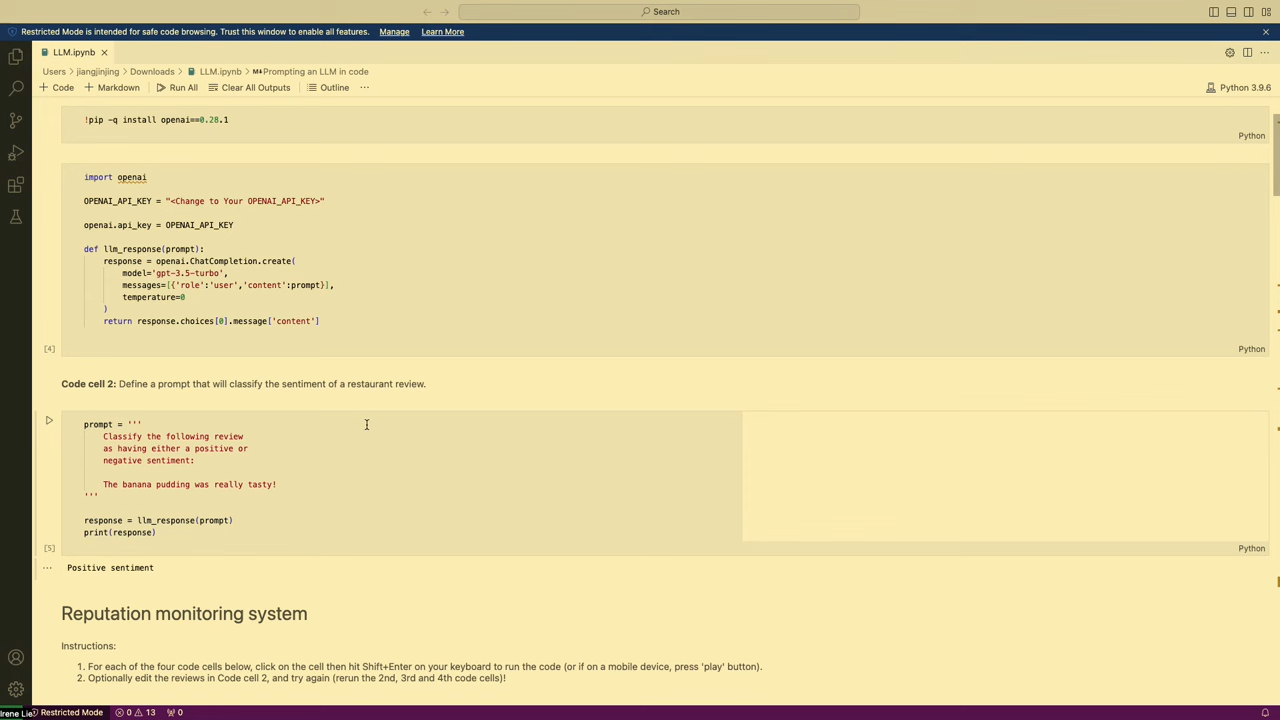 Search
Restricted Mode is intended for safe code browsing. Trust this window to enable all features. Manage Learn More
LLM.ipynb
Users > jiangjinjing > Downloads > LLM.ipynb > M↓Prompting an LLM in code
+ Code + Markdown Run All Clear All Outputs Outline ... Python 3.9.6
!pip -q install openai==0.28.1
Python
import openai
OPENAI_API_KEY = "<Change to Your OPENAI_API_KEY>"
openai.api_key = OPENAI_API_KEY
def llm_response(prompt):
response = openai.ChatCompletion.create(
model='gpt-3.5-turbo',
messages=[{'role':'user','content':prompt}],
temperature=0
)
return response.choices[0].message['content']
[4] Python
Code cell 2: Define a prompt that will classify the sentiment of a restaurant review.
prompt = '''
Classify the following review
as having either a positive or
negative sentiment:
The banana pudding was really tasty!
'''
response = llm_response(prompt)
print(response)
[5] Python
... Positive sentiment
Reputation monitoring system
Instructions:
1. For each of the four code cells below, click on the cell then hit Shift+Enter on your keyboard to run the code (or if on a mobile device, press 'play' button).
2. Optionally edit the reviews in Code cell 2, and try again (rerun the 2nd, 3rd and 4th code cells)!
Irene Lie Restricted Mode 0 13 0